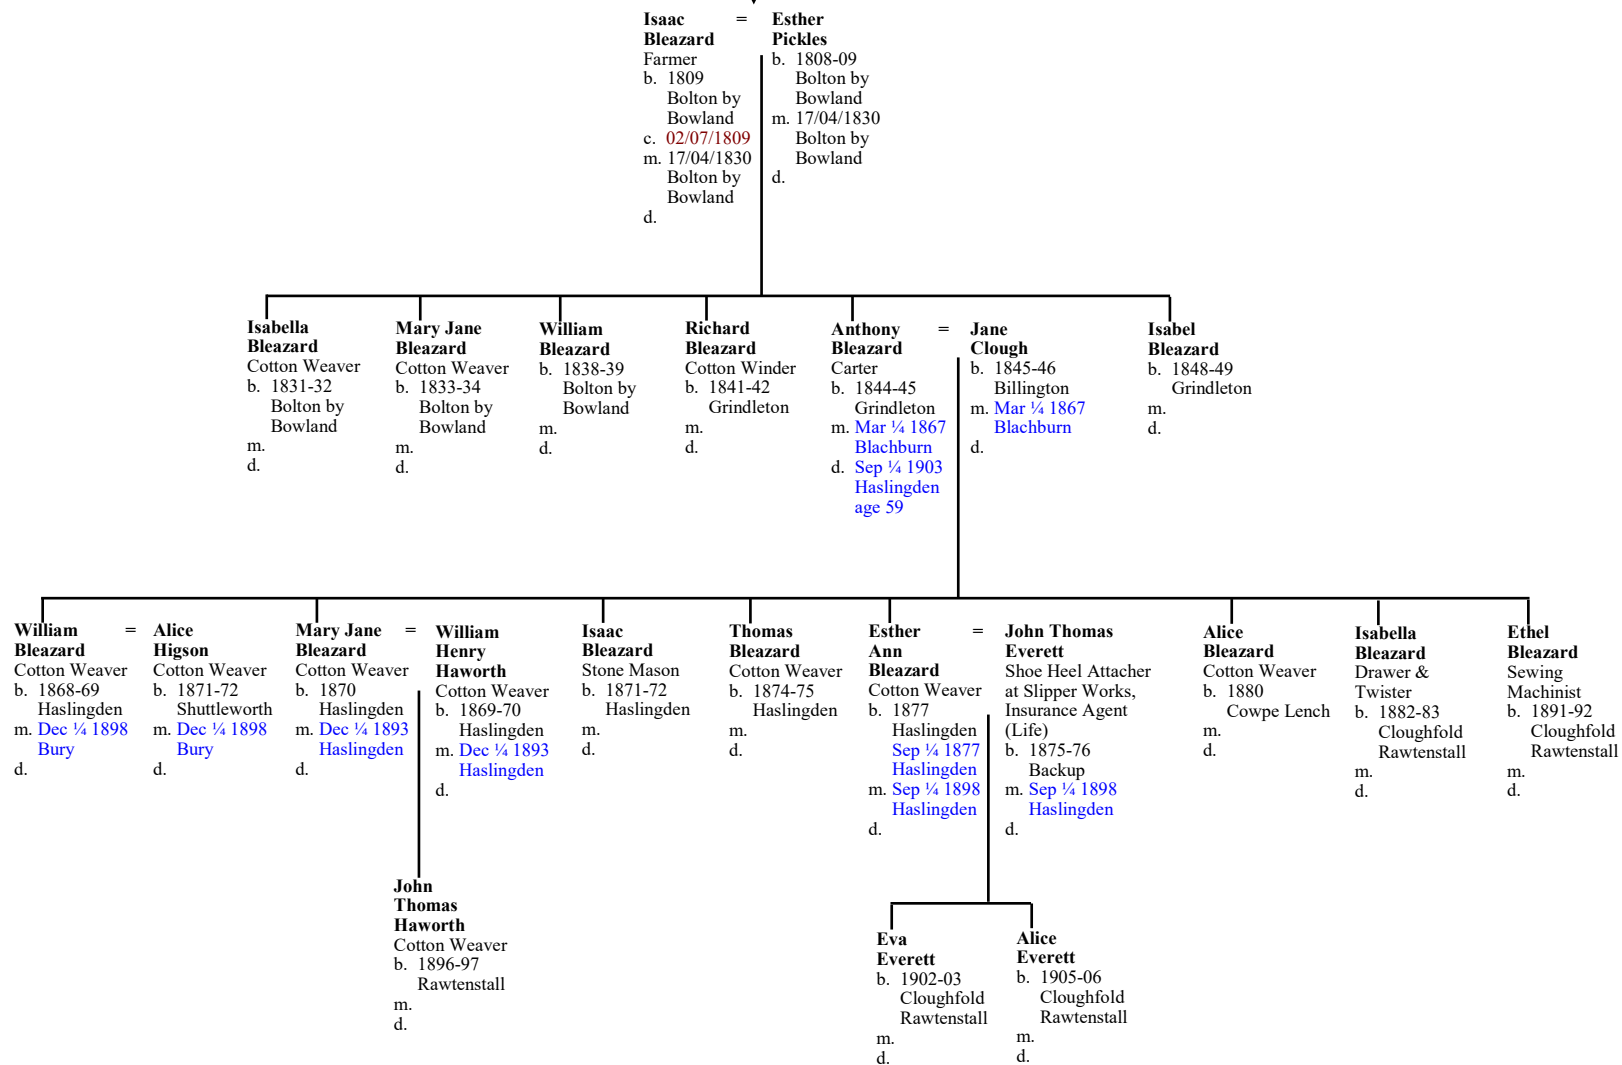 Isaac = Esther
Bleazard Pickles
Farmer
b. 1809
Bolton by
Bowland
c. 02/07/1809
m. 17/04/1830
Bolton by
Bowland
d.
b. 1808-09
Bolton by
Bowland
m. 17/04/1830
Bolton by
Bowland
d.
Isabella
Bleazard
Cotton Weaver
b. 1831-32
Bolton by
Bowland
m.
d.
Mary Jane
Bleazard
Cotton Weaver
b. 1833-34
Bolton by
Bowland
m.
d.
William
Bleazard
b. 1838-39
Bolton by
Bowland
m.
d.
Richard
Bleazard
Cotton Winder
b. 1841-42
Grindleton
m.
d.
Anthony =
Bleazard
Carter
b. 1844-45
Grindleton
m. Mar ¼ 1867
Blachburn
d. Sep ¼ 1903
Haslingden
age 59
Jane
Clough
b. 1845-46
Billington
m. Mar ¼ 1867
Blachburn
d.
Isabel
Bleazard
b. 1848-49
Grindleton
m.
d.
William =
Bleazard
Cotton Weaver
b. 1868-69
Haslingden
m. Dec ¼ 1898
Bury
d.
Alice
Higson
Cotton Weaver
b. 1871-72
Shuttleworth
m. Dec ¼ 1898
Bury
d.
Mary Jane =
Bleazard
Cotton Weaver
b. 1870
Haslingden
m. Dec ¼ 1893
Haslingden
d.
William
Henry
Haworth
Cotton Weaver
b. 1869-70
Haslingden
m. Dec ¼ 1893
Haslingden
d.
Isaac
Bleazard
Stone Mason
b. 1871-72
Haslingden
m.
d.
Thomas
Bleazard
Cotton Weaver
b. 1874-75
Haslingden
m.
d.
Esther =
Ann
Bleazard
Cotton Weaver
b. 1877
Haslingden
Sep ¼ 1877
Haslingden
m. Sep ¼ 1898
Haslingden
d.
John Thomas
Everett
Shoe Heel Attacher
at Slipper Works,
Insurance Agent
(Life)
b. 1875-76
Backup
m. Sep ¼ 1898
Haslingden
d.
Alice
Bleazard
Cotton Weaver
b. 1880
Cowpe Lench
m.
d.
Isabella
Bleazard
Drawer &
Twister
b. 1882-83
Cloughfold
Rawtenstall
m.
d.
Ethel
Bleazard
Sewing
Machinist
b. 1891-92
Cloughfold
Rawtenstall
m.
d.
John
Thomas
Haworth
Cotton Weaver
b. 1896-97
Rawtenstall
m.
d.
Eva
Everett
b. 1902-03
Cloughfold
Rawtenstall
m.
d.
Alice
Everett
b. 1905-06
Cloughfold
Rawtenstall
m.
d.